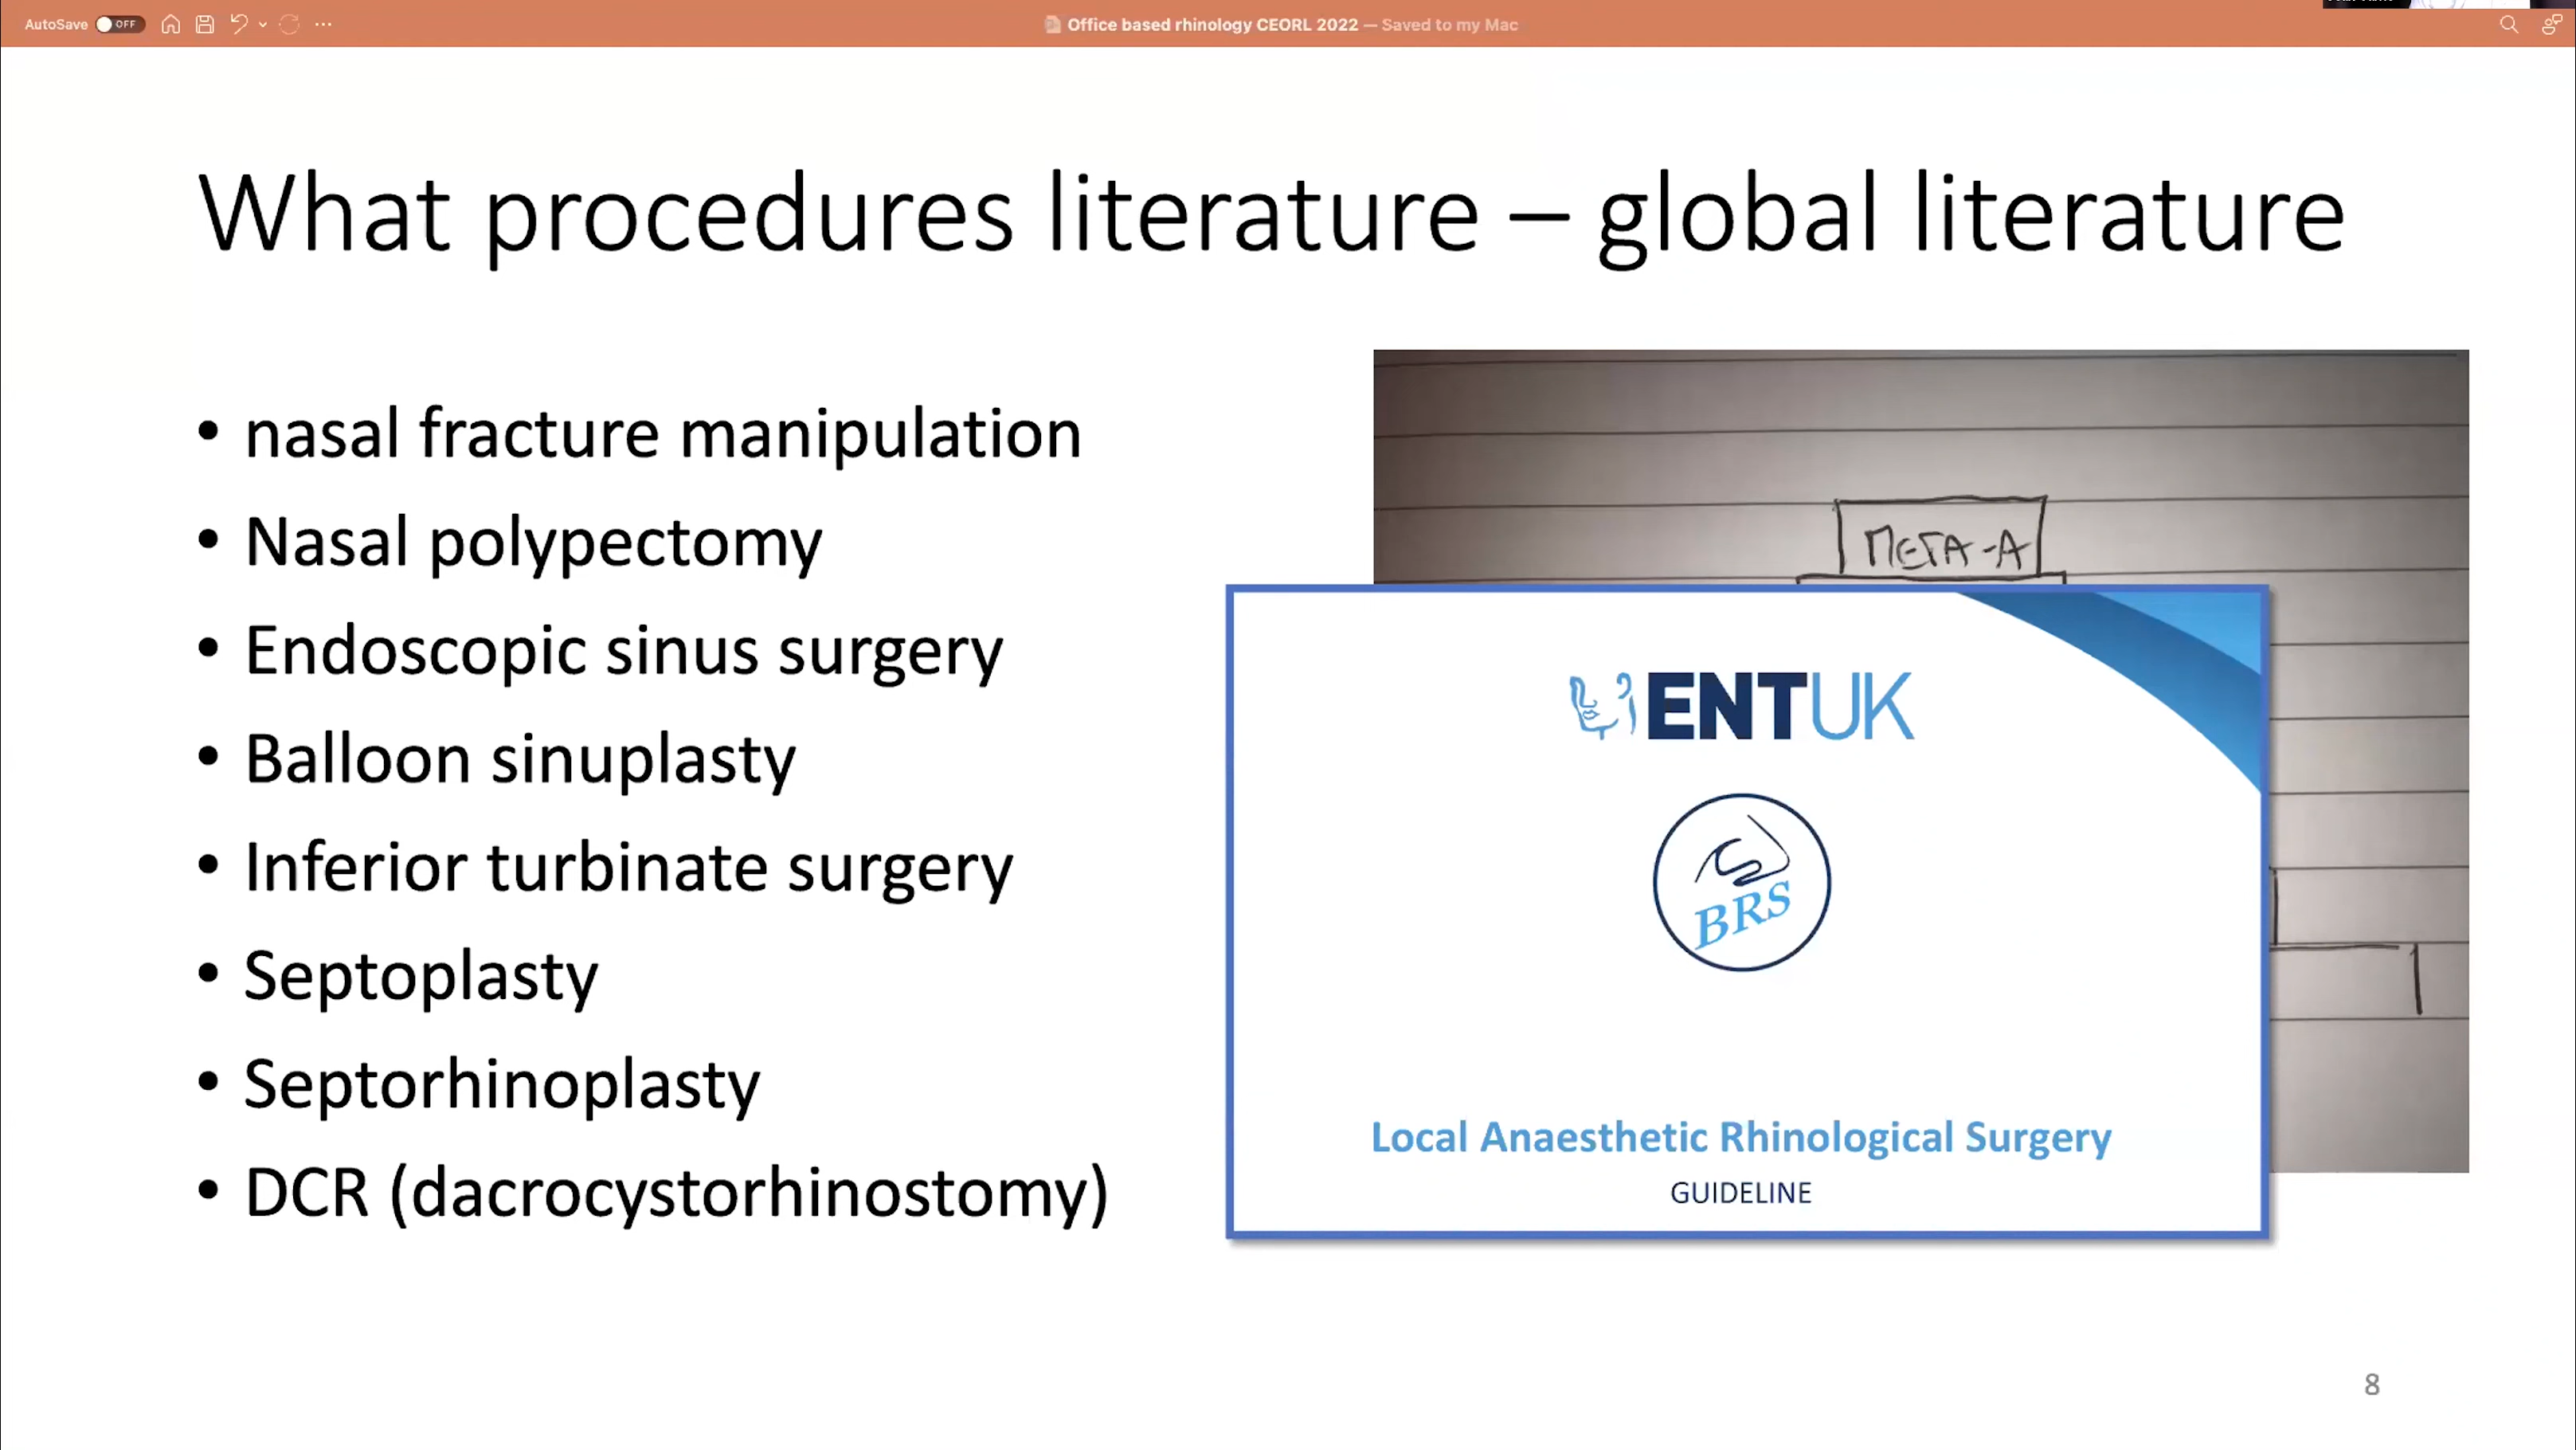 AutoSave OFF
Office based rhinology CEORL 2022 — Saved to my Mac
What procedures literature – global literature
• nasal fracture manipulation
• Nasal polypectomy
• Endoscopic sinus surgery
• Balloon sinuplasty
• Inferior turbinate surgery
• Septoplasty
• Septorhinoplasty
• DCR (dacrocystorhinostomy)
ΠΕΓΑ-Α
ENTUK
BRS
Local Anaesthetic Rhinological Surgery
GUIDELINE
8